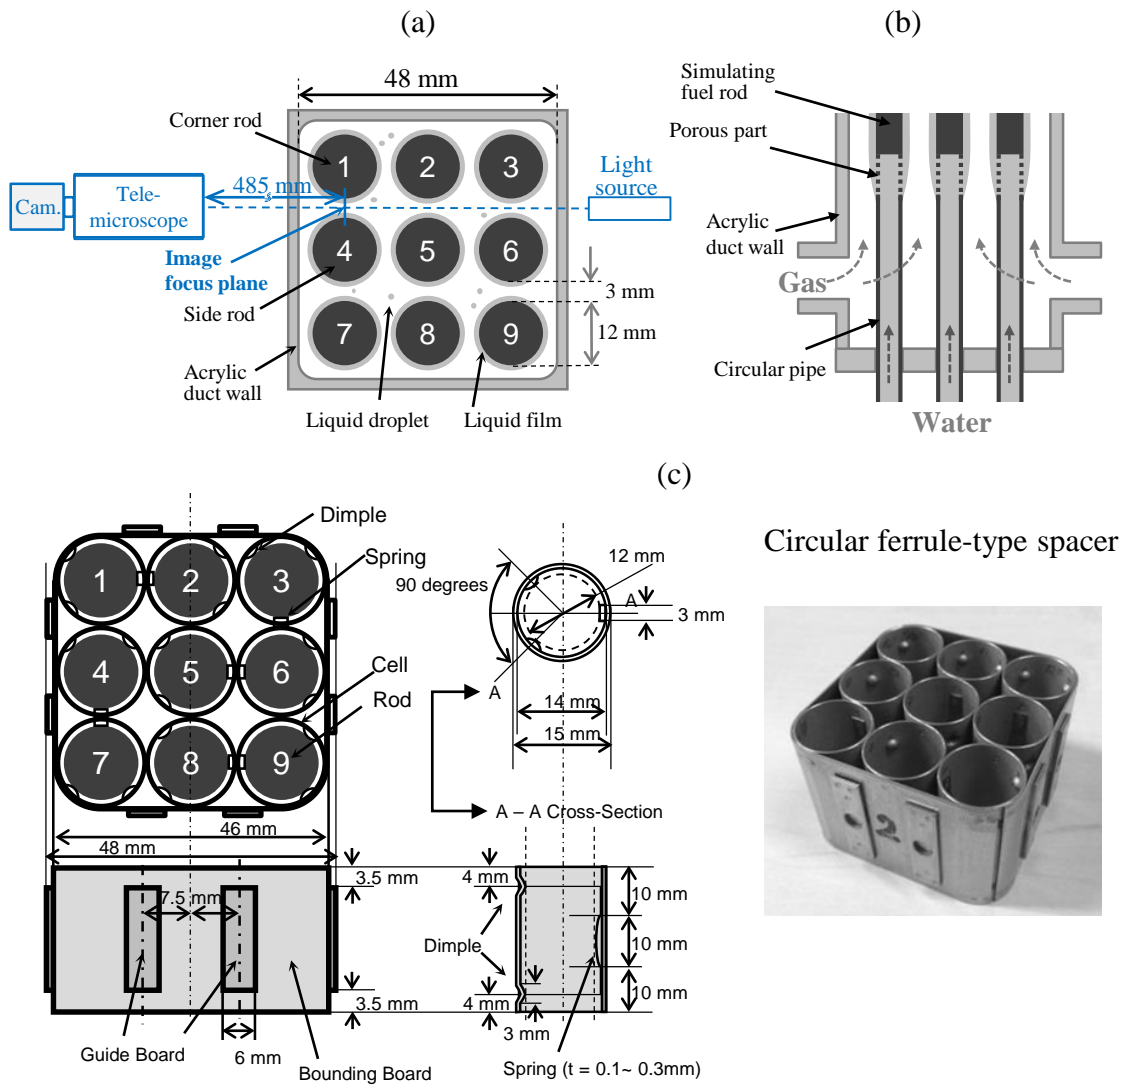 (a)
48 mm
Corner rod
1
2
3
485 mm
Light
source
Cam.
Tele-
microscope
4
5
6
Image
focus plane
3 mm
Side rod
7
8
9
12 mm
Acrylic
duct wall
Liquid droplet
Liquid film
(b)
Simulating
fuel rod
Porous part
Acrylic
duct wall
Gas
Circular pipe
Water
(c)
Dimple
Spring
1
2
3
4
5
6
Cell
Rod
7
8
9
46 mm
48 mm
3.5 mm
7.5 mm
3.5 mm
Guide Board
6 mm
Bounding Board
12 mm
90 degrees
A
3 mm
A
14 mm
15 mm
A – A Cross-Section
4 mm
10 mm
Dimple
10 mm
4 mm
10 mm
3 mm
Spring (t = 0.1~ 0.3mm)
Circular ferrule-type spacer
2